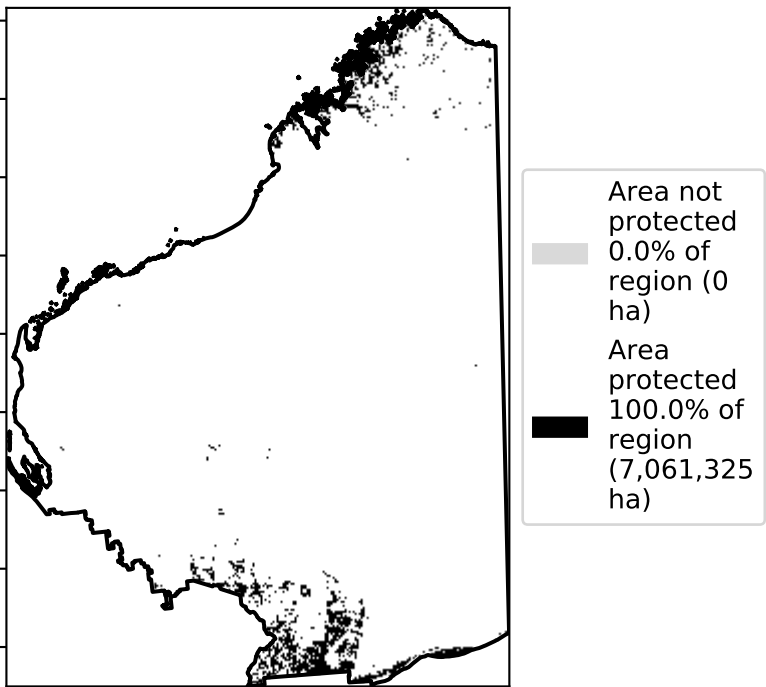 Area not
protected
0.0% of
region (0
ha)
Area
protected
100.0% of
region
(7,061,325
ha)